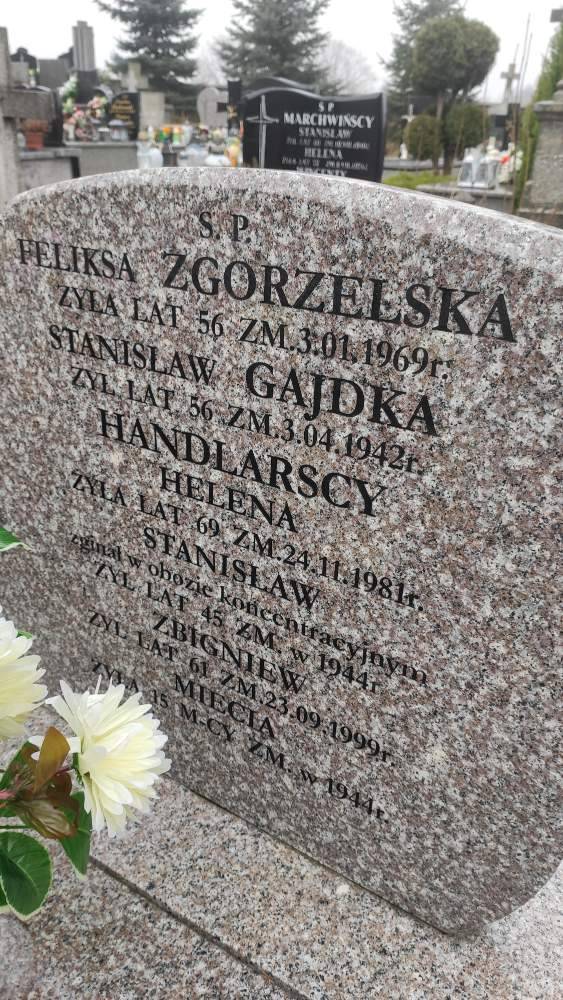 Ś P
MARCHWIŃSCY
STANISŁAW
HELENA
Ś. P.
FELIKSA ZGORZELSKA
ŻYŁA LAT 56 ZM.3.01.1969r.
STANISŁAW GAJDKA
ŻYŁ LAT 56 ZM.3.04.1942r.
HANDLARSCY
HELENA
ŻYŁA LAT 69 ZM.24.11.1981r.
STANISŁAW
zginął w obozie koncentracyjnym
ŻYŁ LAT 45 ZM. w 1944r
ZBIGNIEW
ŻYŁ LAT 61 ZM.23.09.1999r.
MIECIA
ŻYŁA 15 M-CY ZM. w 1944r.